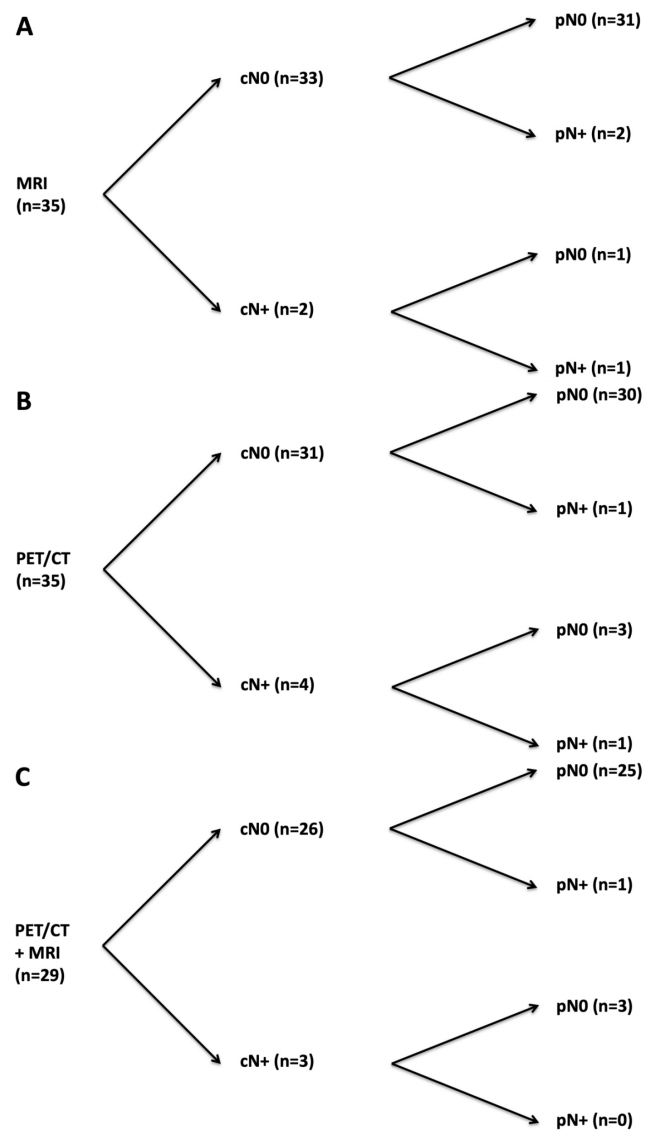 A
pN0 (n=31)
cN0 (n=33)
pN+ (n=2)
MRI
(n=35)
pN0 (n=1)
cN+ (n=2)
pN+ (n=1)
B
pN0 (n=30)
cN0 (n=31)
pN+ (n=1)
PET/CT
(n=35)
pN0 (n=3)
cN+ (n=4)
pN+ (n=1)
C
pN0 (n=25)
cN0 (n=26)
pN+ (n=1)
PET/CT
+ MRI
(n=29)
pN0 (n=3)
cN+ (n=3)
pN+ (n=0)